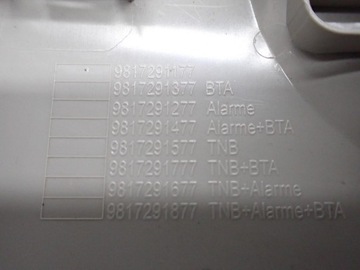 9817291177
9817291377 BTA
9817291277 Alarme
9817291477 Alarme+BTA
9817291577 TNB
9817291777 TNB+BTA
9817291677 TNB+Alarme
9817291877 TNB+Alarme+BTA